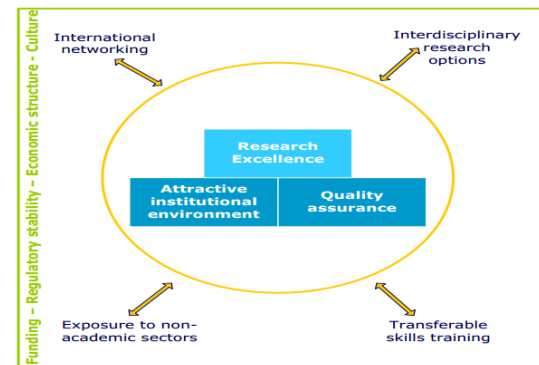 Funding – Regulatory stability – Economic structure - Culture
International
networking
Interdisciplinary
research
options
Research
Excellence
Attractive
institutional
environment
Quality
assurance
Exposure to non-
academic sectors
Transferable
skills training